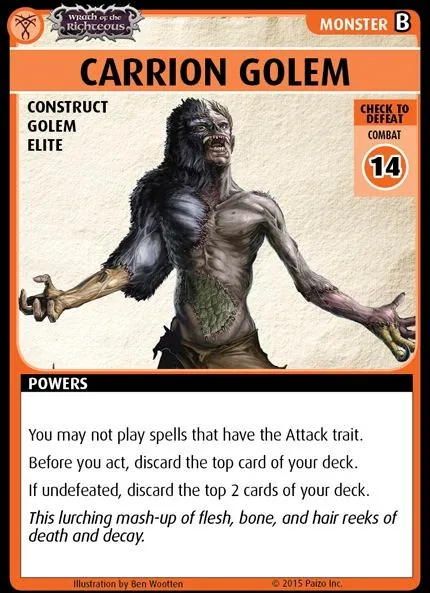 Wrath of the
Righteous
MONSTER B
CARRION GOLEM
CONSTRUCT
GOLEM
ELITE
CHECK TO
DEFEAT
COMBAT
14
POWERS
You may not play spells that have the Attack trait.
Before you act, discard the top card of your deck.
If undefeated, discard the top 2 cards of your deck.
This lurching mash-up of flesh, bone, and hair reeks of
death and decay.
Illustration by Ben Wootten
© 2015 Paizo Inc.